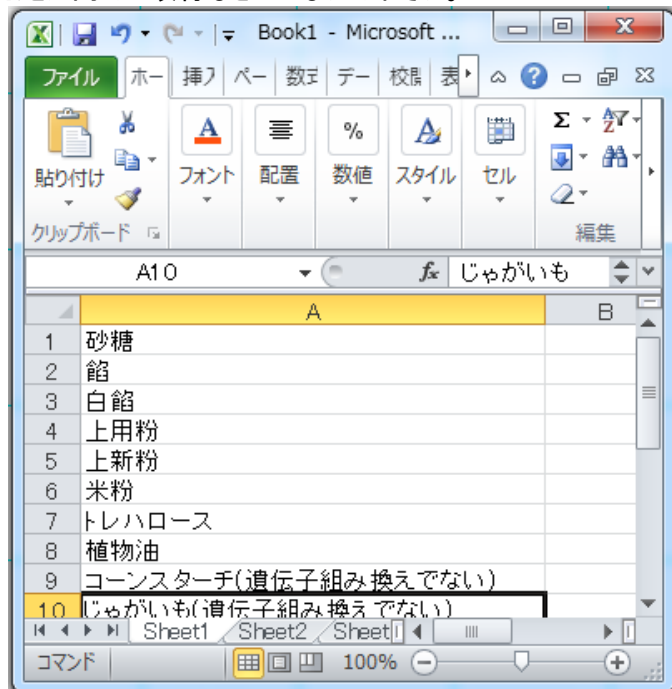 Book1 - Microsoft ...
ファイル ホー 挿入 ペー 数式 デー 校閲 表
貼り付け フォント 配置 数値 スタイル セル
クリップボード 編集
A10 fx じゃがいも
A B
1 砂糖
2 餡
3 白餡
4 上用粉
5 上新粉
6 米粉
7 トレハロース
8 植物油
9 コーンスターチ(遺伝子組み換えでない)
10 じゃがいも(遺伝子組み換えでない)
Sheet1 Sheet2 Sheet
コマンド 100%